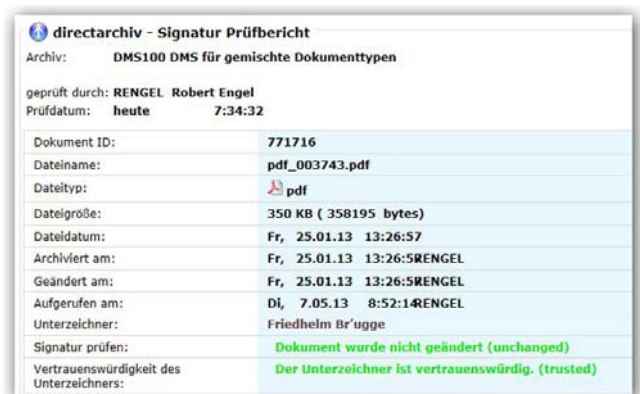 directarchiv - Signatur Prüfbericht
Archiv: DMS100 DMS für gemischte Dokumenttypen
geprüft durch: RENGEL Robert Engel
Prüfdatum: heute 7:34:32
Dokument ID: 771716
Dateiname: pdf_003743.pdf
Dateityp: pdf
Dateigröße: 350 KB ( 358195 bytes)
Dateidatum: Fr, 25.01.13 13:26:57
Archiviert am: Fr, 25.01.13 13:26:5RENGEL
Geändert am: Fr, 25.01.13 13:26:5RENGEL
Aufgerufen am: Di, 7.05.13 8:52:14RENGEL
Unterzeichner: Friedhelm Br'ugge
Signatur prüfen: Dokument wurde nicht geändert (unchanged)
Vertrauenswürdigkeit des Der Unterzeichner ist vertrauenswürdig. (trusted)
Unterzeichners: